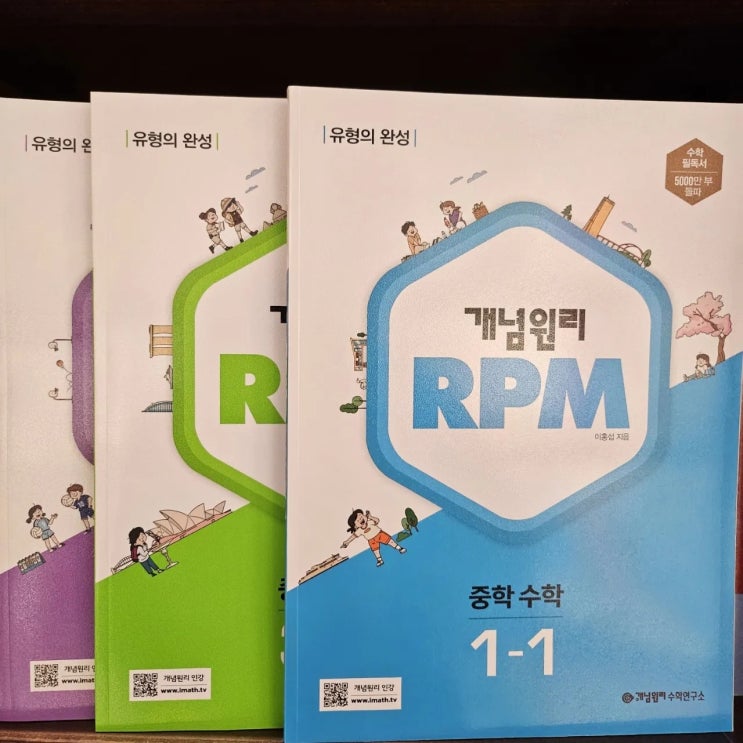 유형의 완
개념원리 인
www.im
유형의 완성
R
개념원리 인강
www.imath.tv
유형의 완성
수학
필독서
5000만 부
돌파
개념원리
RPM
이홍섭 지음
중학 수학
1-1
개념원리 인강
www.imath.tv
개념원리 수학연구소